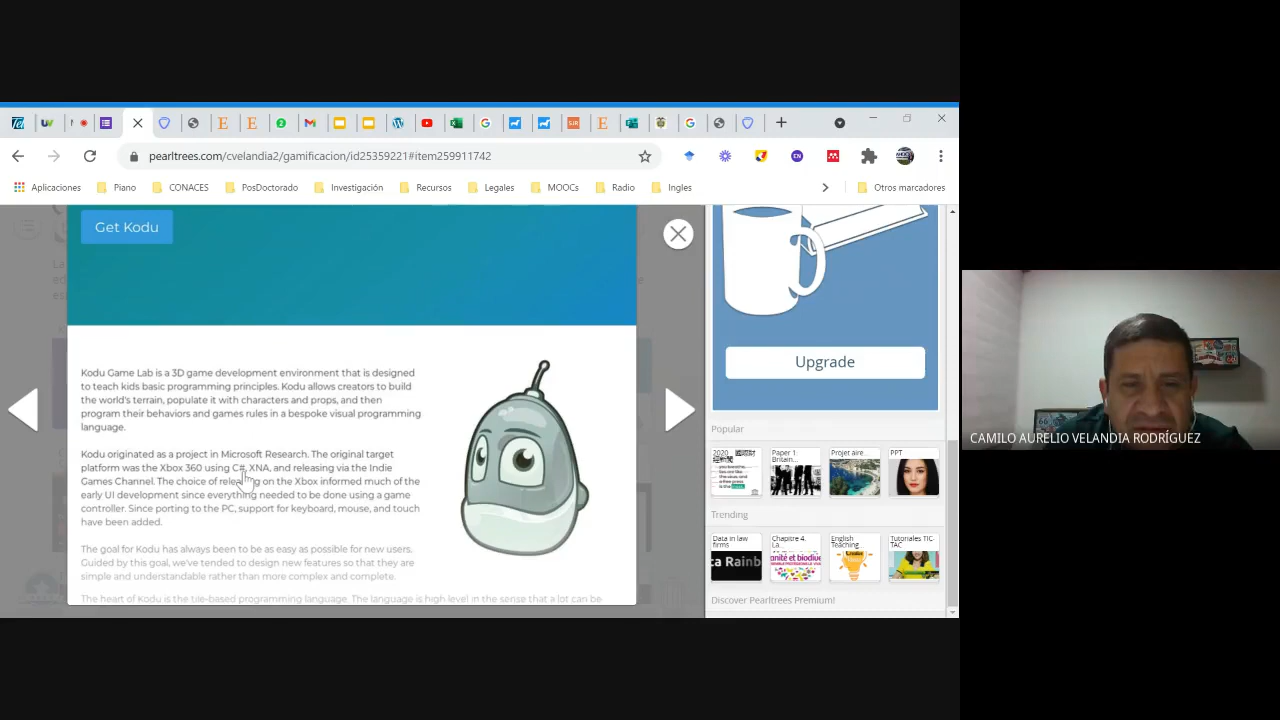 pearltrees.com/cvelandia2/gamificacion/id25359221#item259911742
Aplicaciones Piano CONACES PosDoctorado Investigación Recursos Legales MOOCs Radio Ingles Otros marcadores
Get Kodu
Kodu Game Lab is a 3D game development environment that is designed
to teach kids basic programming principles. Kodu allows creators to build
the world's terrain, populate it with characters and props, and then
program their behaviors and games rules in a bespoke visual programming
language.
Kodu originated as a project in Microsoft Research. The original target
platform was the Xbox 360 using C#, XNA, and releasing via the Indie
Games Channel. The choice of releasing on the Xbox informed much of the
early UI development since everything needed to be done using a game
controller. Since porting to the PC, support for keyboard, mouse, and touch
have been added.
The goal for Kodu has always been to be as easy as possible for new users.
Guided by this goal, we've tended to design new features so that they are
simple and understandable rather than more complex and complete.
The heart of Kodu is the tile-based programming language. The language is high level in the sense that a lot can be
Upgrade
Popular
2020
Paper 1:
Britain...
Projet aire...
PPT
Trending
Data in law
firms
Chapitre 4.
La...
English
Teaching
Tutoriales TIC-
TAC
Discover Pearltrees Premium!
CAMILO AURELIO VELANDIA RODRÍGUEZ